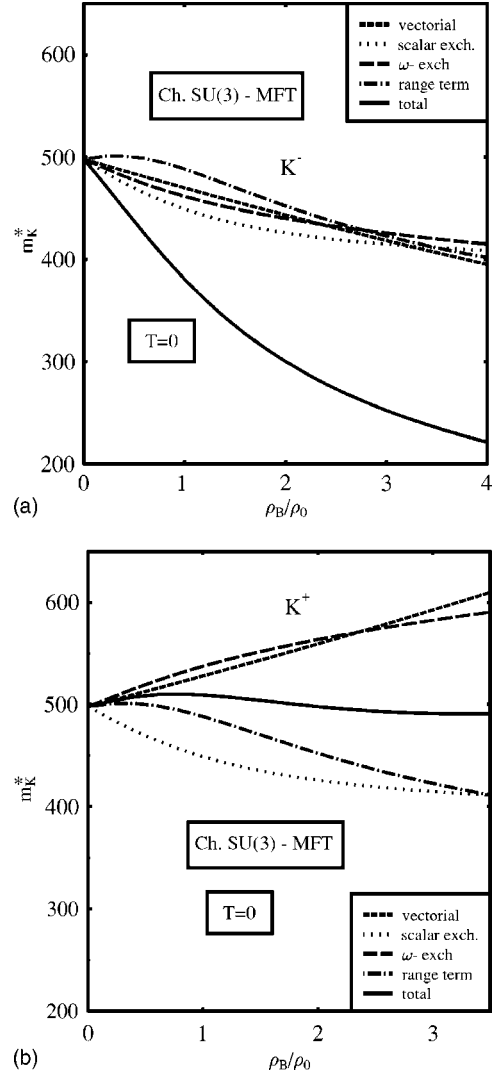 600
500
400
300
200
m*K
vectorial
scalar exch.
ω- exch
range term
total
Ch. SU(3) - MFT
K-
T=0
0 1 2 3 4
ρB/ρ0
(a)
600
500
400
300
200
m*K
K+
Ch. SU(3) - MFT
T=0
vectorial
scalar exch.
ω- exch
range term
total
0 1 2 3
ρB/ρ0
(b)